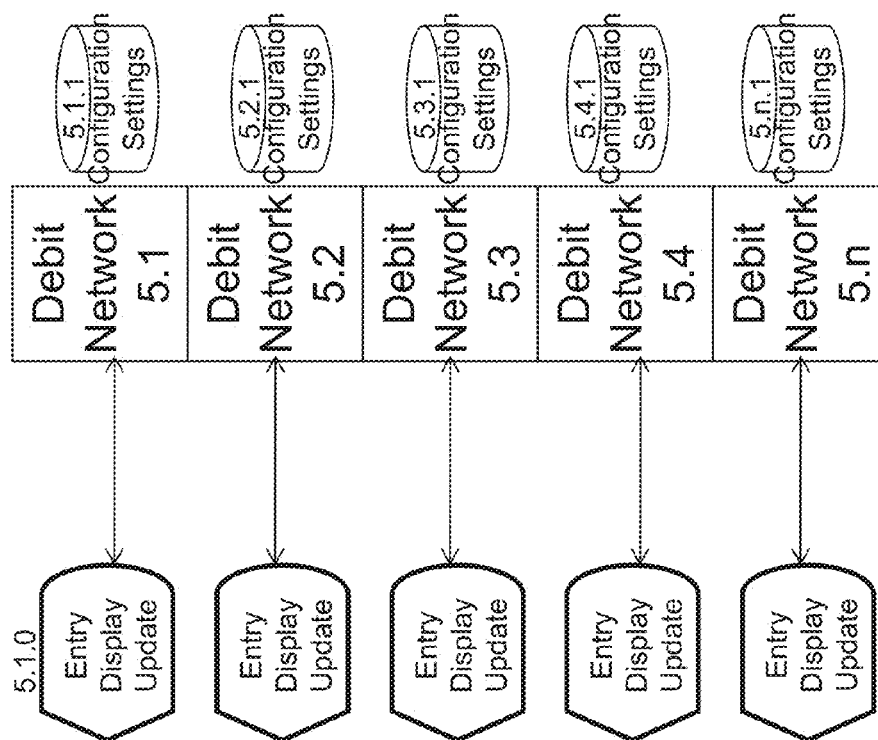 5.1.1
Configuration
Settings
5.2.1
Configuration
Settings
5.3.1
Configuration
Settings
5.4.1
Configuration
Settings
5.n.1
Configuration
Settings
Debit
Network
5.1
Debit
Network
5.2
Debit
Network
5.3
Debit
Network
5.4
Debit
Network
5.n
5.1.0
Entry
Display
Update
Entry
Display
Update
Entry
Display
Update
Entry
Display
Update
Entry
Display
Update